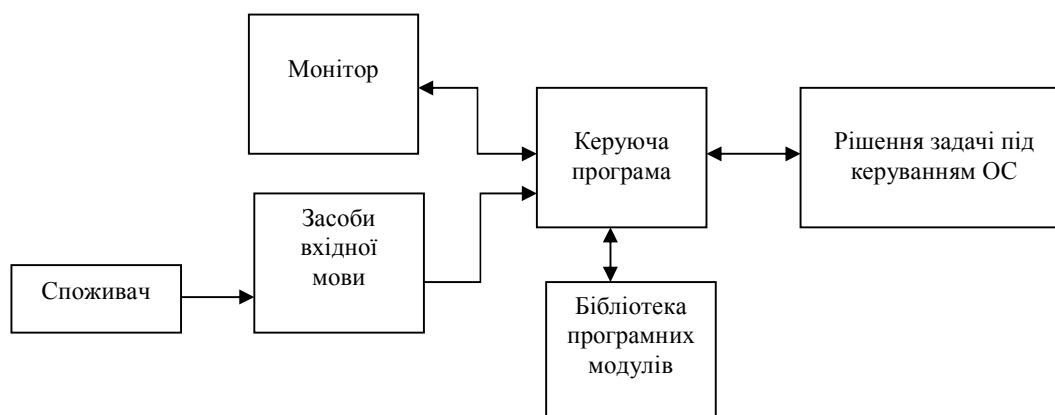 Монітор
Керуюча
програма
Рішення задачі під
керуванням ОС
Засоби
вхідної
мови
Споживач
Бібліотека
програмних
модулів